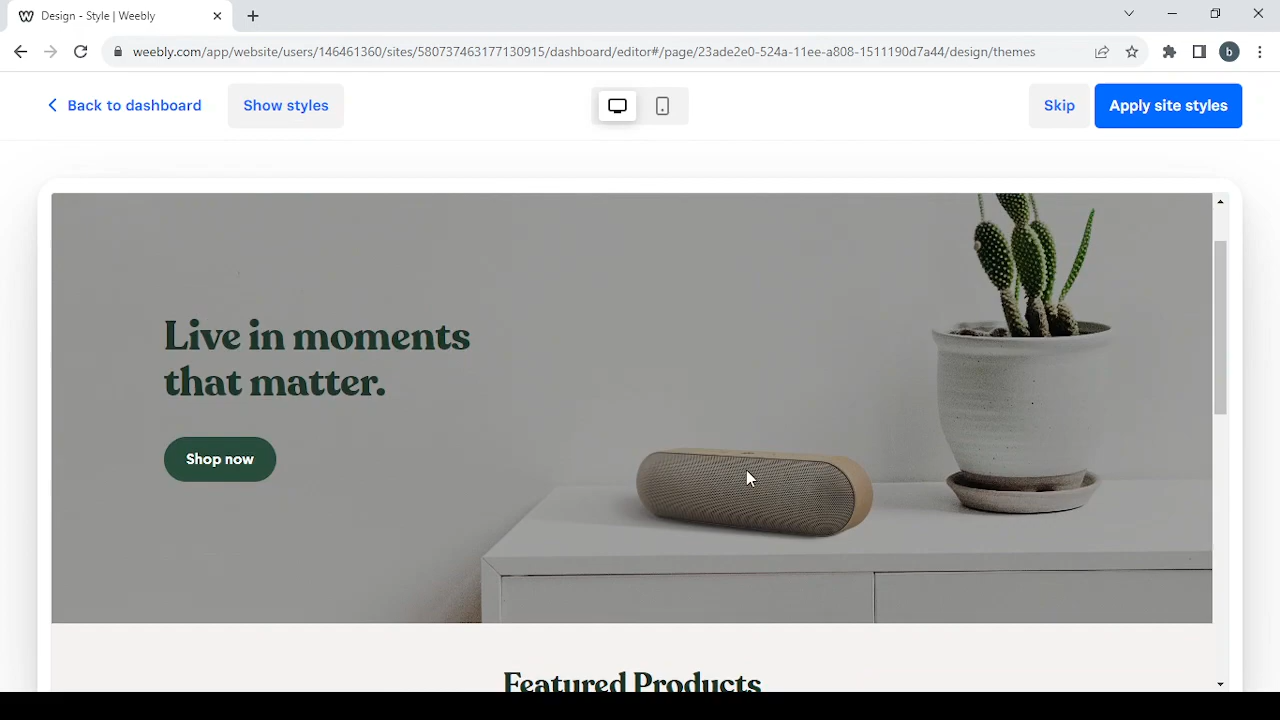 Design - Style | Weebly
weebly.com/app/website/users/146461360/sites/580737463177130915/dashboard/editor#/page/23ade2e0-524a-11ee-a808-1511190d7a44/design/themes
b
Back to dashboard
Show styles
Skip
Apply site styles
Live in moments
that matter.
Shop now
Featured Products